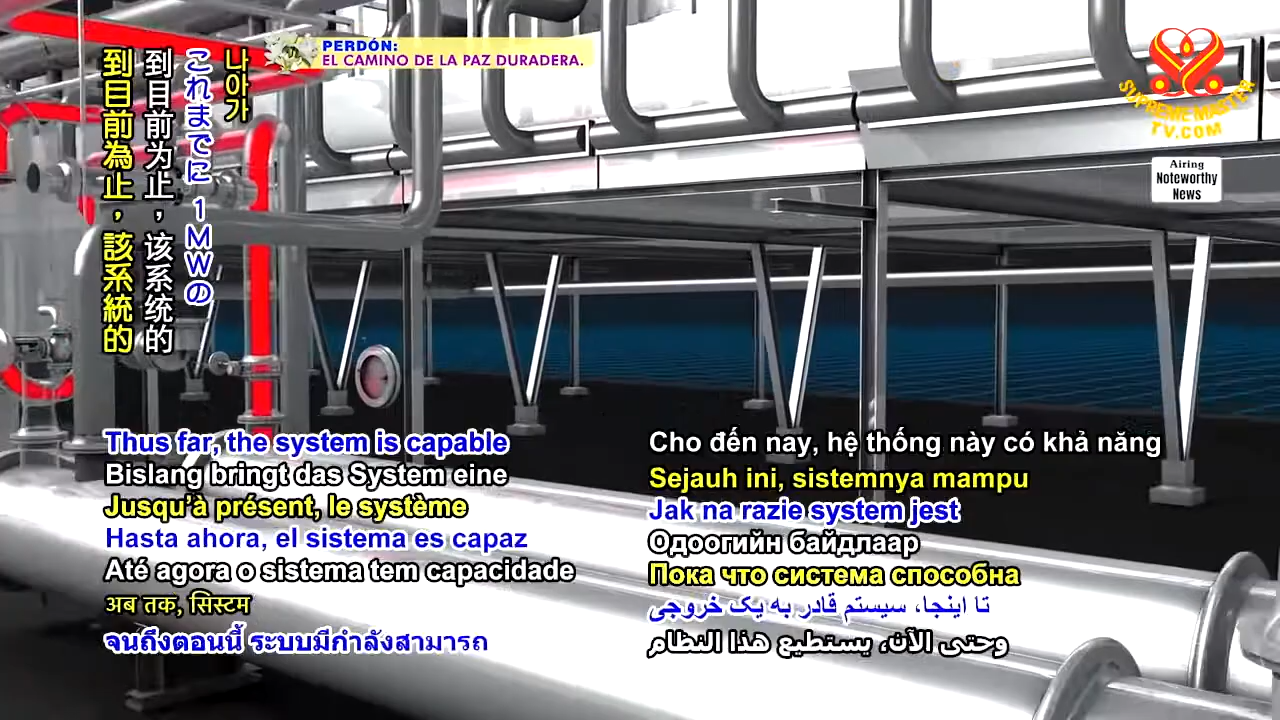 PERDÓN:
EL CAMINO DE LA PAZ DURADERA.
SUPREME MASTER
TV.COM
Airing
Noteworthy
News
나아가
これまでに 1MWの
到目前为止，该系统的
到目前為止，該系統的
Thus far, the system is capable
Bislang bringt das System eine
Jusqu’à présent, le système
Hasta ahora, el sistema es capaz
Até agora o sistema tem capacidade
अब तक, सिस्टम
จนถึงตอนนี้ ระบบมีกำลังสามารถ
Cho đến nay, hệ thống này có khả năng
Sejauh ini, sistemnya mampu
Jak na razie system jest
Одоогийн байдлаар
Пока что система способна
تا اینجا، سیستم قادر به یک خروجی
وحتى الآن، يستطيع هذا النظام